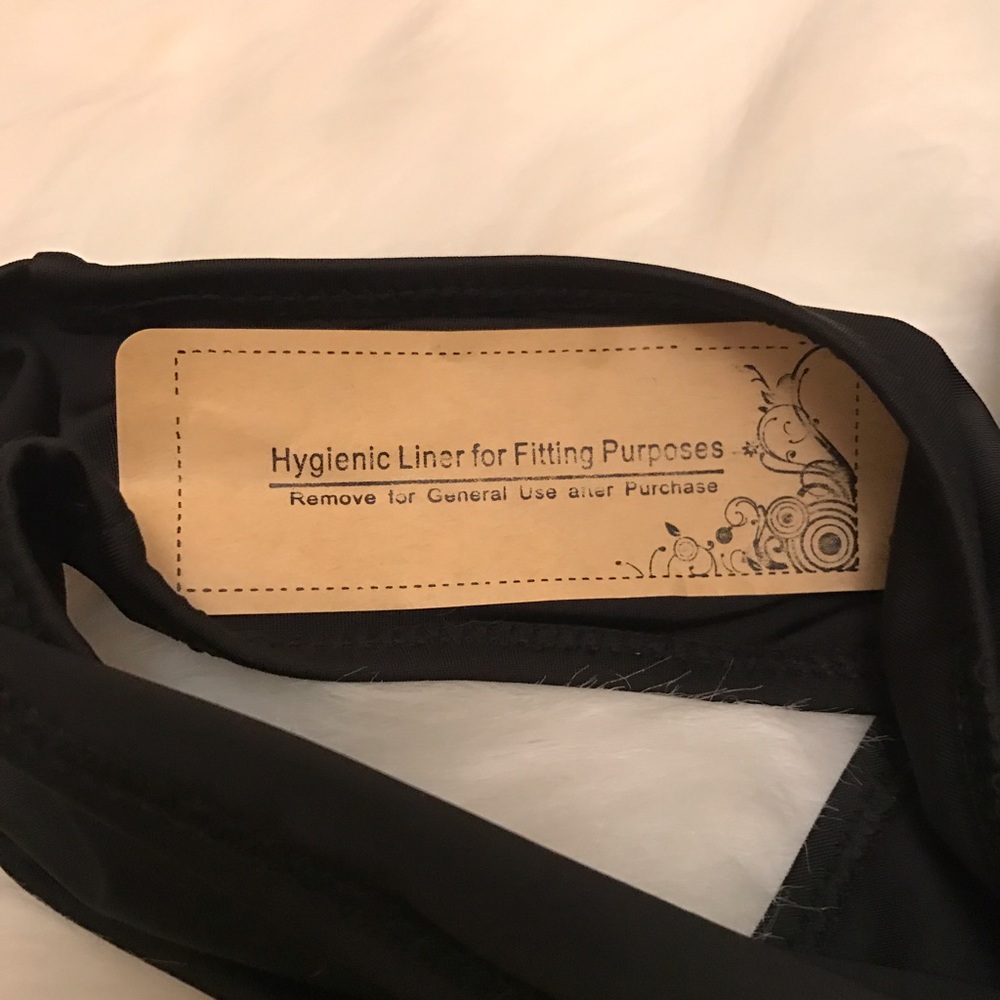 Hygienic Liner for Fitting Purposes
Remove for General Use after Purchase